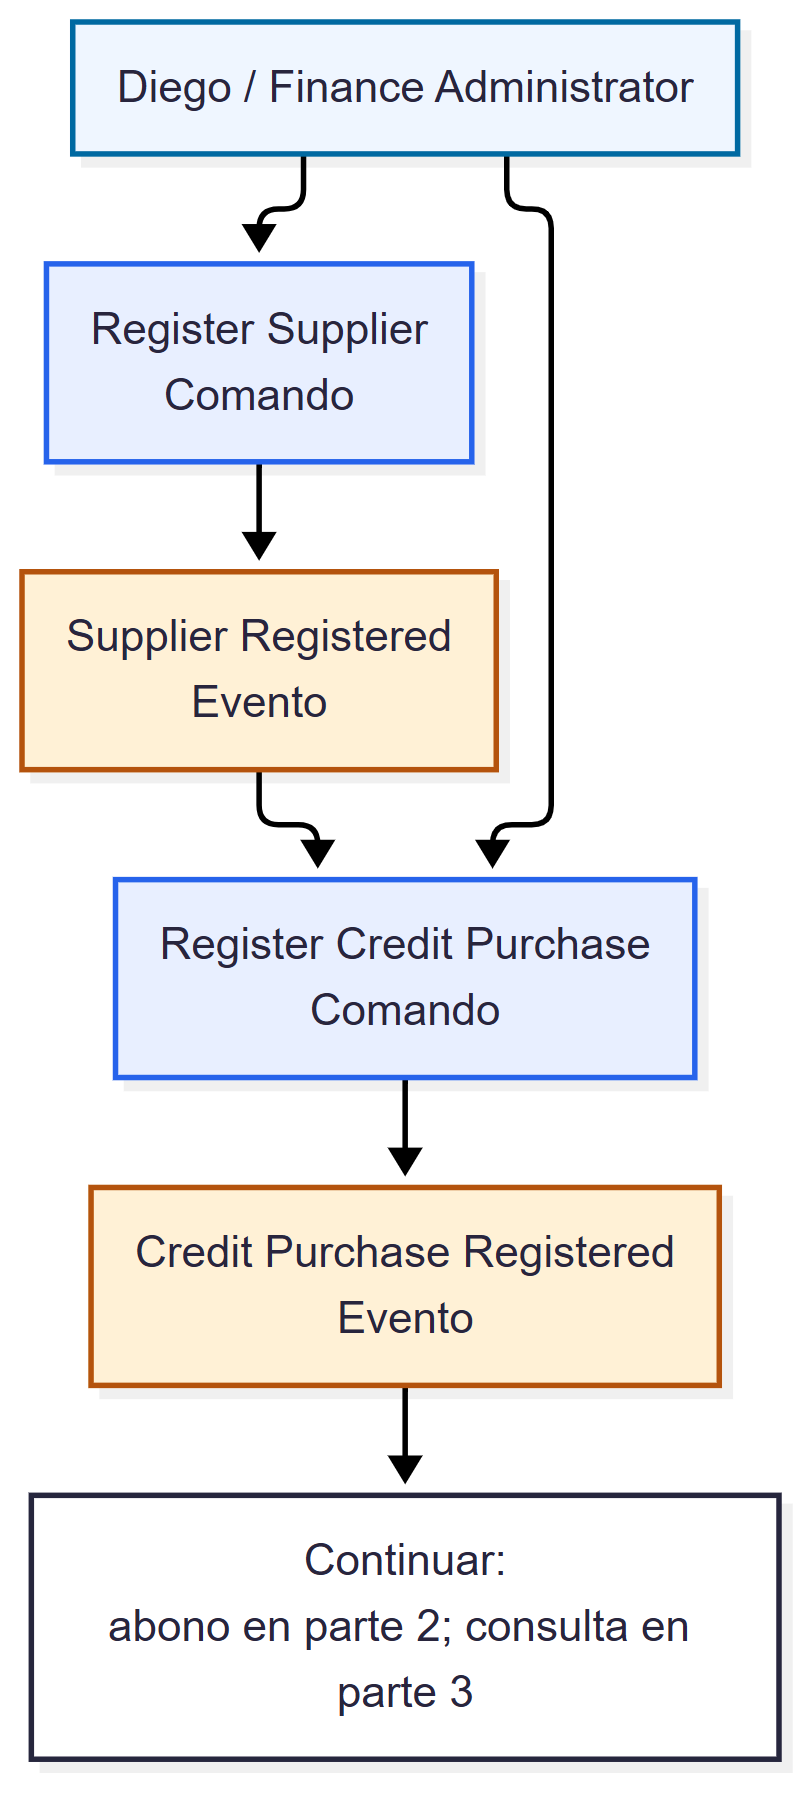 Diego / Finance Administrator
Register Supplier
Comando
Supplier Registered
Evento
Register Credit Purchase
Comando
Credit Purchase Registered
Evento
Continuar:
abono en parte 2; consulta en
parte 3